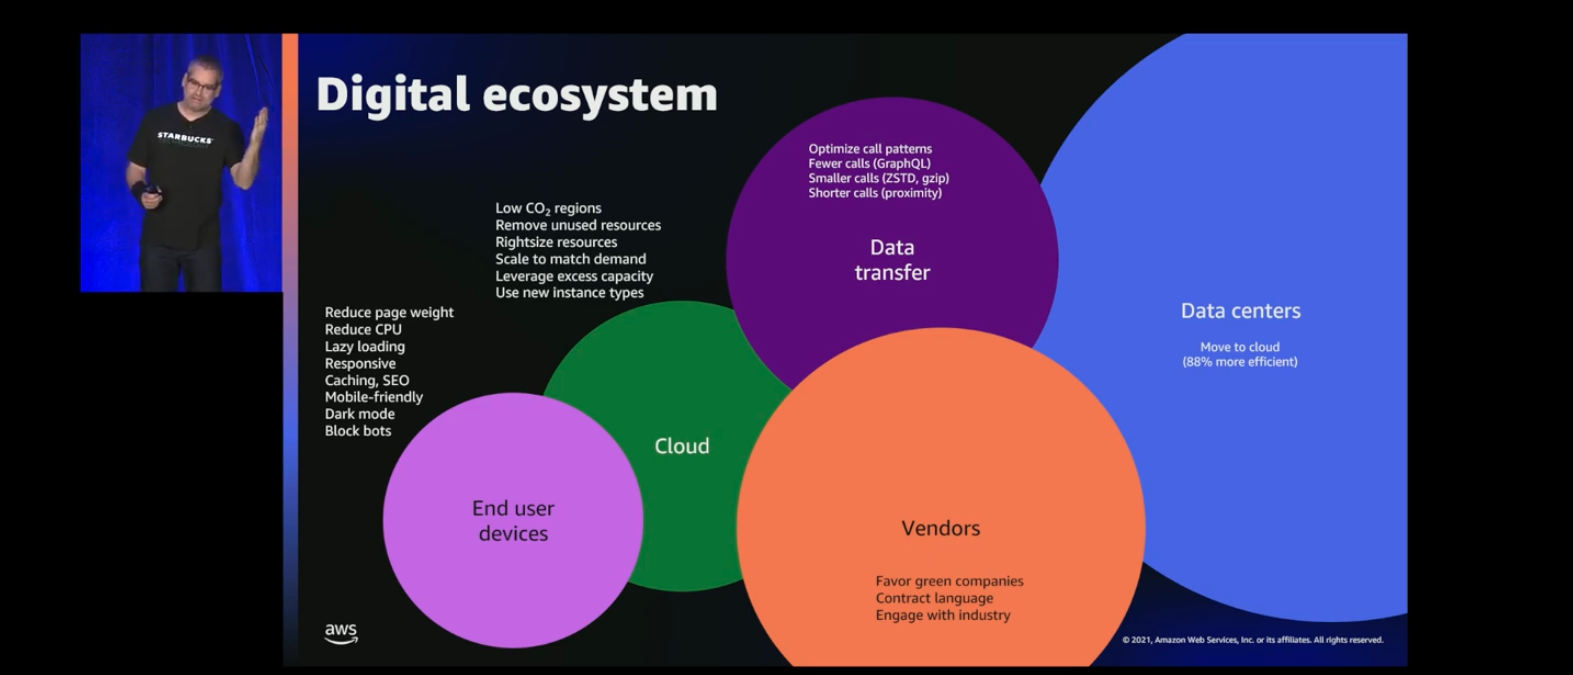 STARBUCKS
Digital ecosystem
Optimize call patterns
Fewer calls (GraphQL)
Smaller calls (ZSTD, gzip)
Shorter calls (proximity)
Data
transfer
Low CO₂ regions
Remove unused resources
Rightsize resources
Scale to match demand
Leverage excess capacity
Use new instance types
Reduce page weight
Reduce CPU
Lazy loading
Responsive
Caching, SEO
Mobile-friendly
Dark mode
Block bots
Data centers
Move to cloud
(88% more efficient)
Cloud
End user
devices
Vendors
Favor green companies
Contract language
Engage with industry
aws
© 2021, Amazon Web Services, Inc. or its affiliates. All rights reserved.